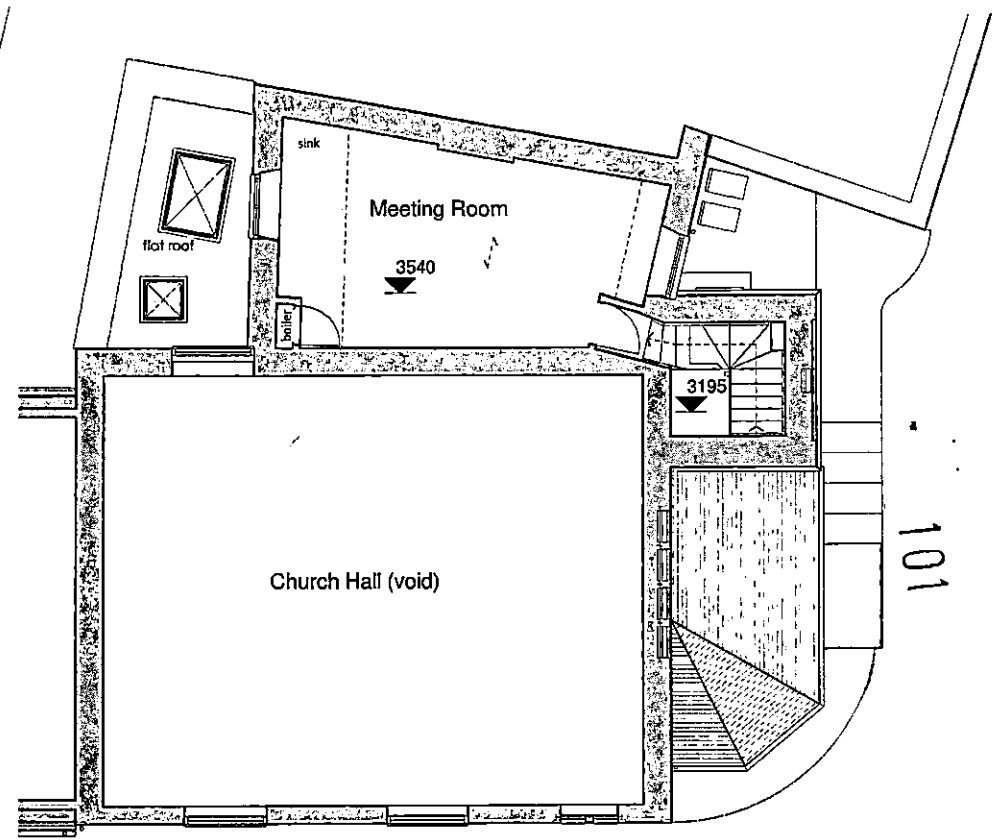 sink
Meeting Room
flat roof
3540
boiler
3195
101
Church Hall (void)